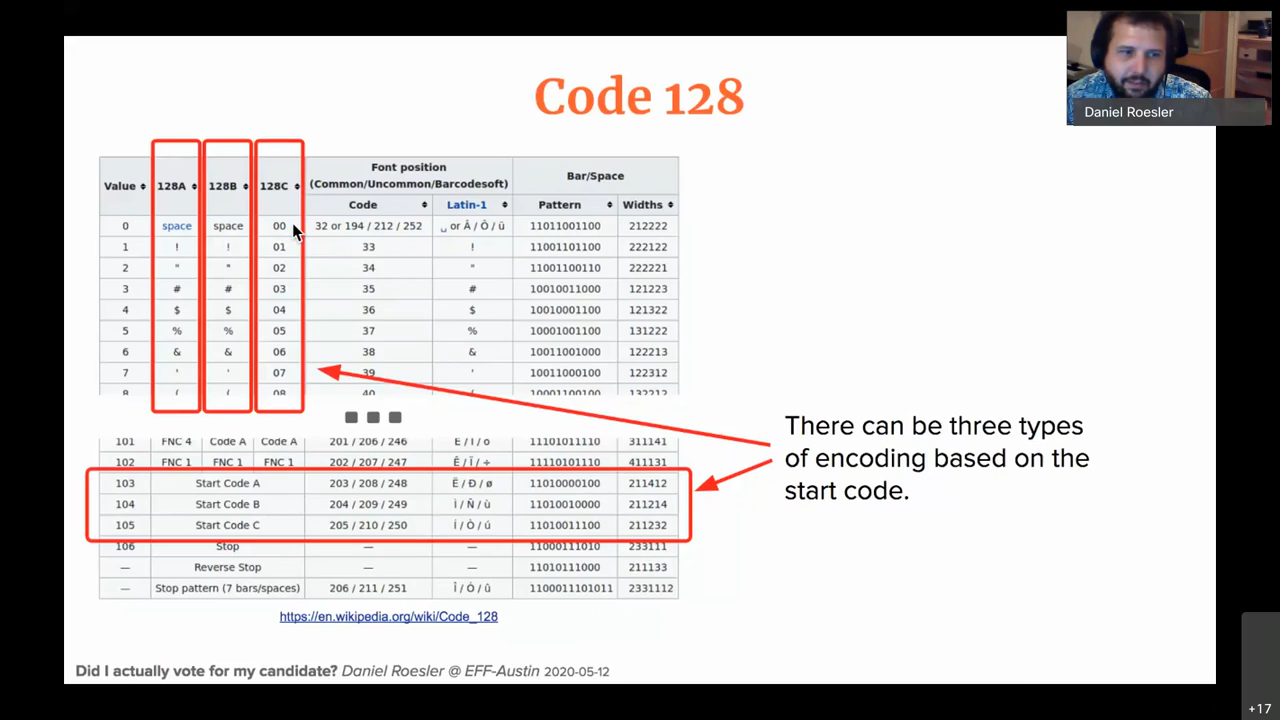 Code 128
Daniel Roesler
Font position
Value 128A 128B 128C (Common/Uncommon/Barcodesoft) Bar/Space
Code Latin-1 Pattern Widths
0 space space 00 32 or 194 / 212 / 252 ␣ or Â / Ô / ü 11011001100 212222
1 ! ! 01 33 ! 11001101100 222122
2 " " 02 34 " 11001100110 222221
3 # # 03 35 # 10010011000 121223
4 $ $ 04 36 $ 10010001100 121322
5 % % 05 37 % 10001001100 131222
6 & & 06 38 & 10011001000 122213
7 ' ' 07 39 ' 10011000100 122312
8 ( ( 08 40 ( 10001100100 132212
There can be three types
of encoding based on the
start code.
101 FNC 4 Code A Code A 201 / 206 / 246 11101011110 311141
102 FNC 1 FNC 1 FNC 1 202 / 207 / 247 Ê / Ï / ÷ 11110101110 411131
103 Start Code A 203 / 208 / 248 Ë / Ð / ø 11010000100 211412
104 Start Code B 204 / 209 / 249 Ì / Ñ / ù 11010010000 211214
105 Start Code C 205 / 210 / 250 Í / Ò / ú 11010011100 211232
106 Stop — — 11000111010 233111
— Reverse Stop — — 11010111000 211133
— Stop pattern (7 bars/spaces) 206 / 211 / 251 Î / Ó / û 1100011101011 2331112
https://en.wikipedia.org/wiki/Code_128
Did I actually vote for my candidate? Daniel Roesler @ EFF-Austin 2020-05-12
+17